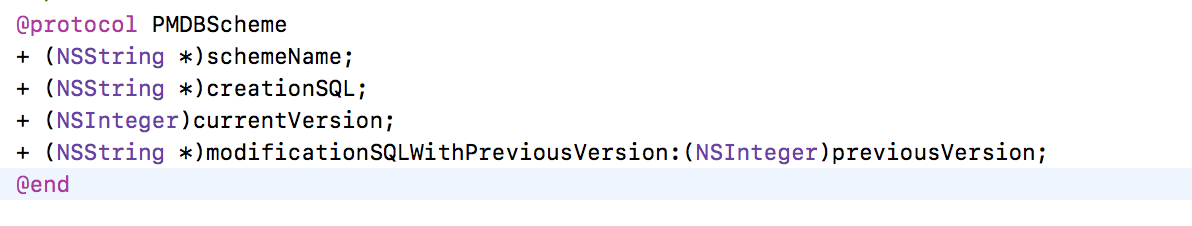 @protocol PMDBScheme
+ (NSString *)schemeName;
+ (NSString *)creationSQL;
+ (NSInteger)currentVersion;
+ (NSString *)modificationSQLWithPreviousVersion:(NSInteger)previousVersion;
@end